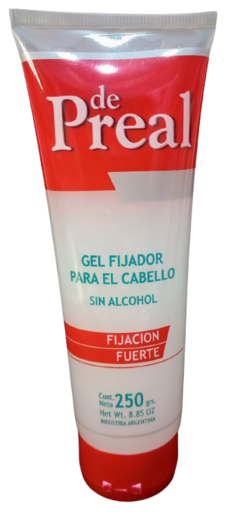 de
Preal
GEL FIJADOR
PARA EL CABELLO
SIN ALCOHOL
FIJACION
FUERTE
Cont.
Neto 250 grs.
Net Wt. 8.85 OZ
INDUSTRIA ARGENTINA